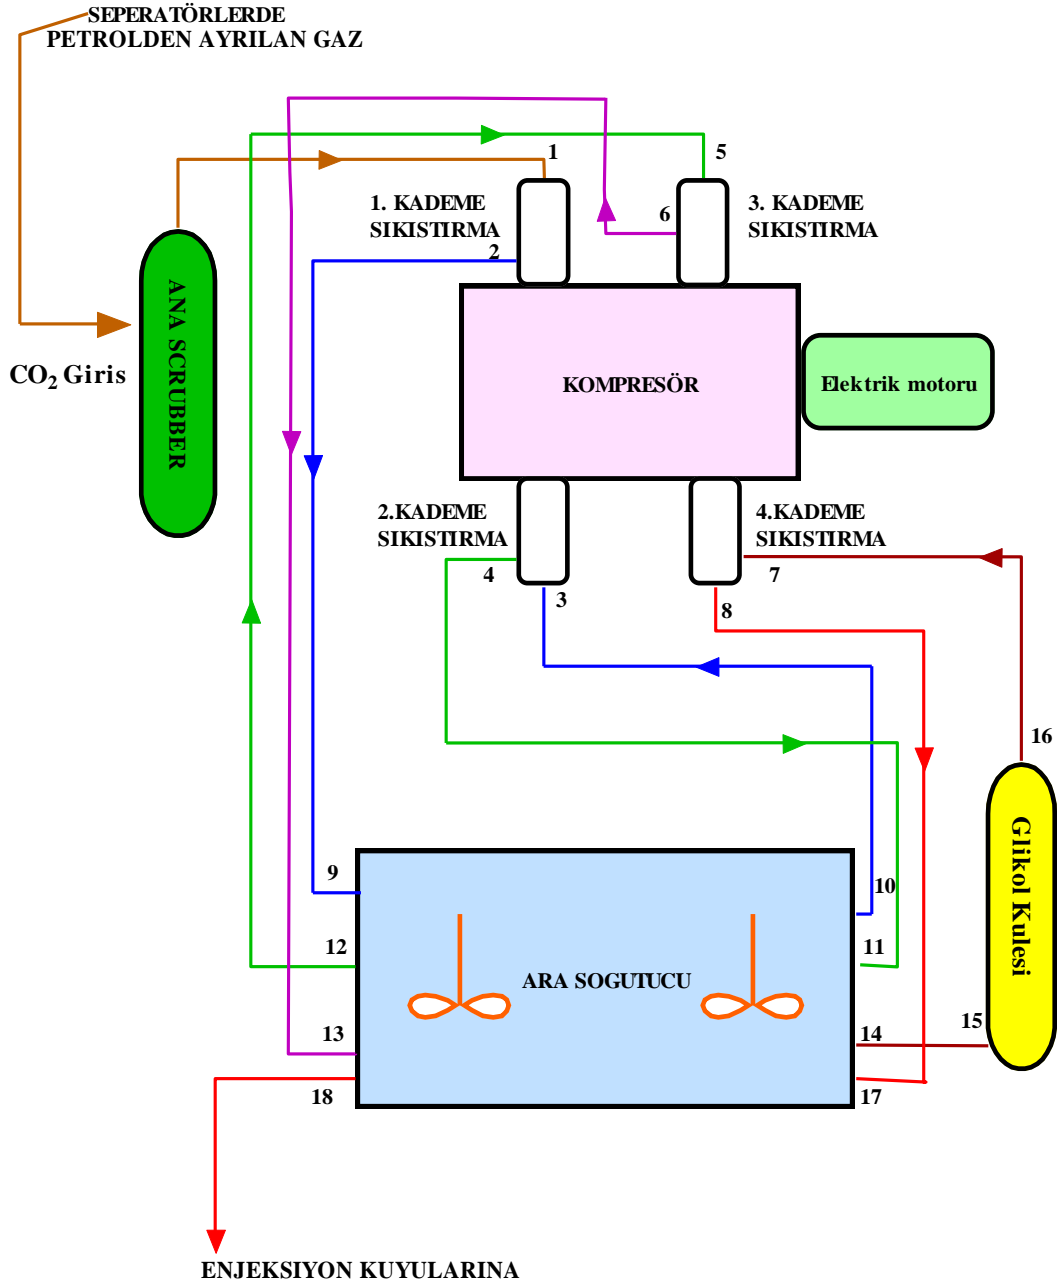 SEPERATÖRLERDE
PETROLDEN AYRILAN GAZ
1
5
1. KADEME
SIKISTIRMA
2
6
3. KADEME
SIKISTIRMA
ANA SCRUBBER
CO₂ Giris
KOMPRESÖR
Elektrik motoru
2.KADEME
SIKISTIRMA
4
3
4.KADEME
SIKISTIRMA
7
8
16
Glikol Kulesi
9
10
12
11
ARA SOGUTUCU
13
14
15
18
17
ENJEKSIYON KUYULARINA